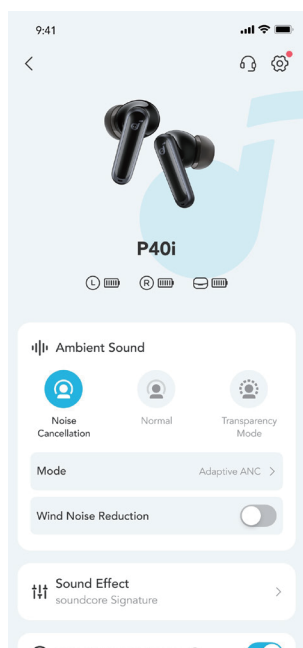 9:41
P40i
L
R
Ambient Sound
Noise
Cancellation
Normal
Transparency
Mode
Mode
Adaptive ANC
Wind Noise Reduction
Sound Effect
soundcore Signature